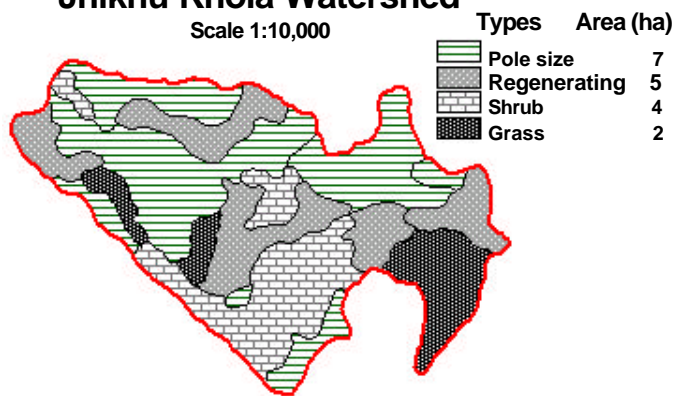 Jhikhu Khola Watershed
Scale 1:10,000
Types Area (ha)
Pole size 7
Regenerating 5
Shrub 4
Grass 2